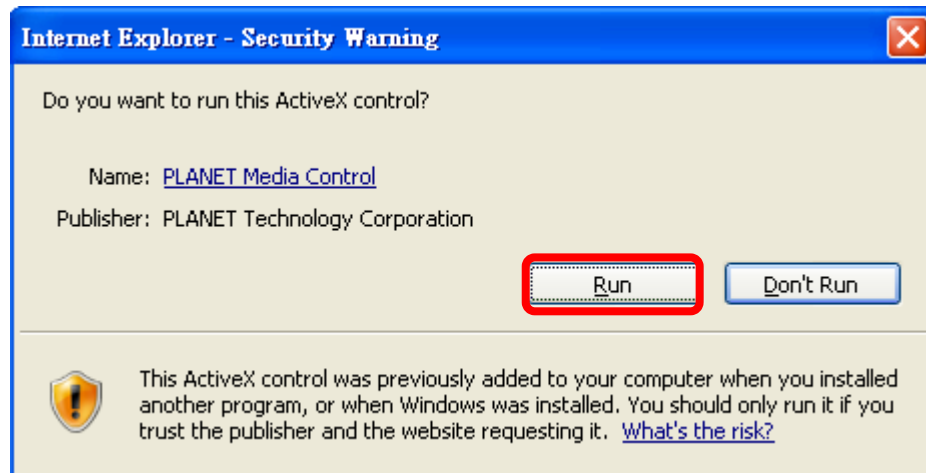 Internet Explorer - Security Warning
Do you want to run this ActiveX control?
Name: PLANET Media Control
Publisher: PLANET Technology Corporation
Run Don't Run
This ActiveX control was previously added to your computer when you installed
another program, or when Windows was installed. You should only run it if you
trust the publisher and the website requesting it. What's the risk?